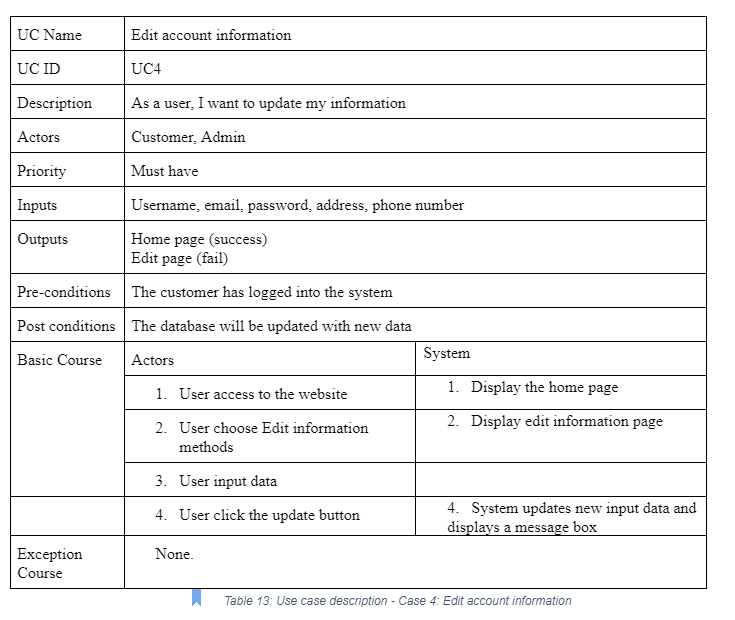 UC Name Edit account information
UC ID UC4
Description As a user, I want to update my information
Actors Customer, Admin
Priority Must have
Inputs Username, email, password, address, phone number
Outputs Home page (success)
Edit page (fail)
Pre-conditions The customer has logged into the system
Post conditions The database will be updated with new data
Basic Course Actors System
1. User access to the website 1. Display the home page
2. User choose Edit information 2. Display edit information page
methods
3. User input data
4. User click the update button 4. System updates new input data and
displays a message box
Exception None.
Course
Table 13: Use case description - Case 4: Edit account information